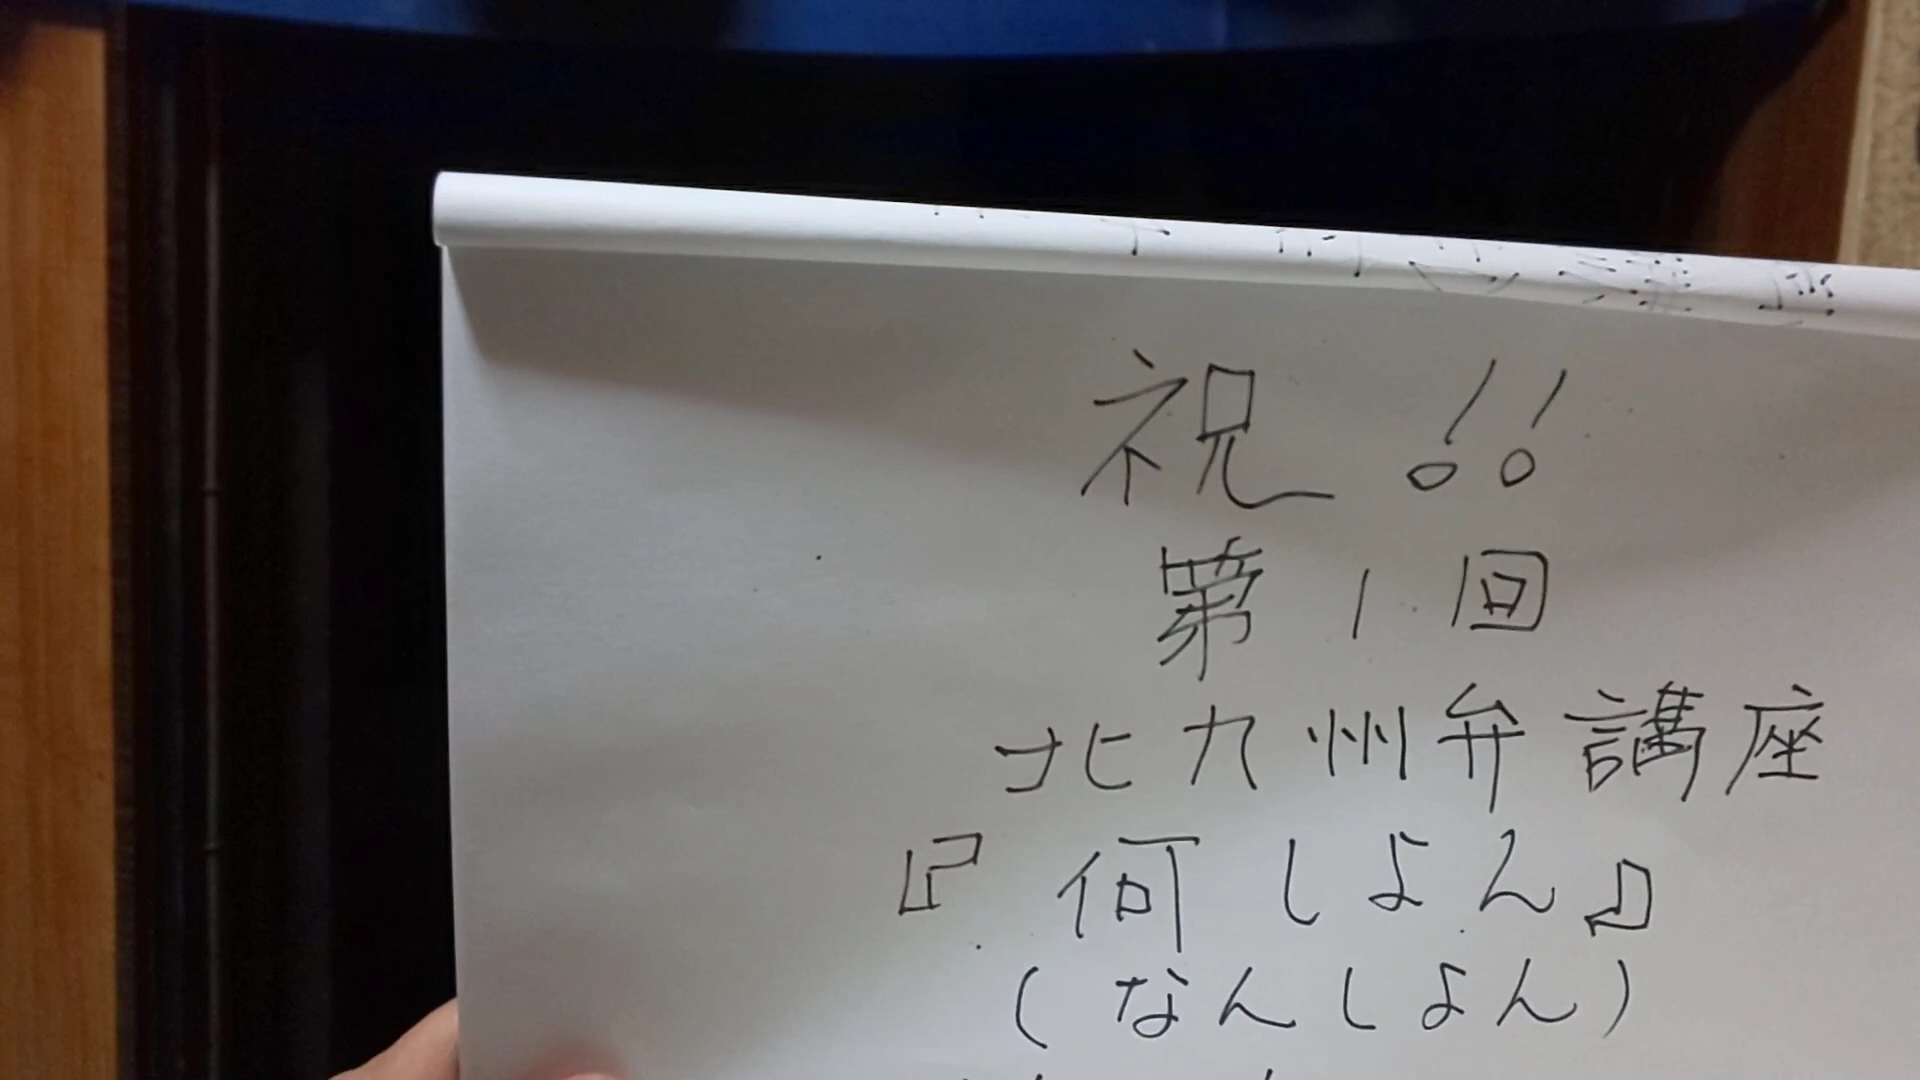 祝!!
第1回
北九州弁講座
『何しよん』
(なんしよん)